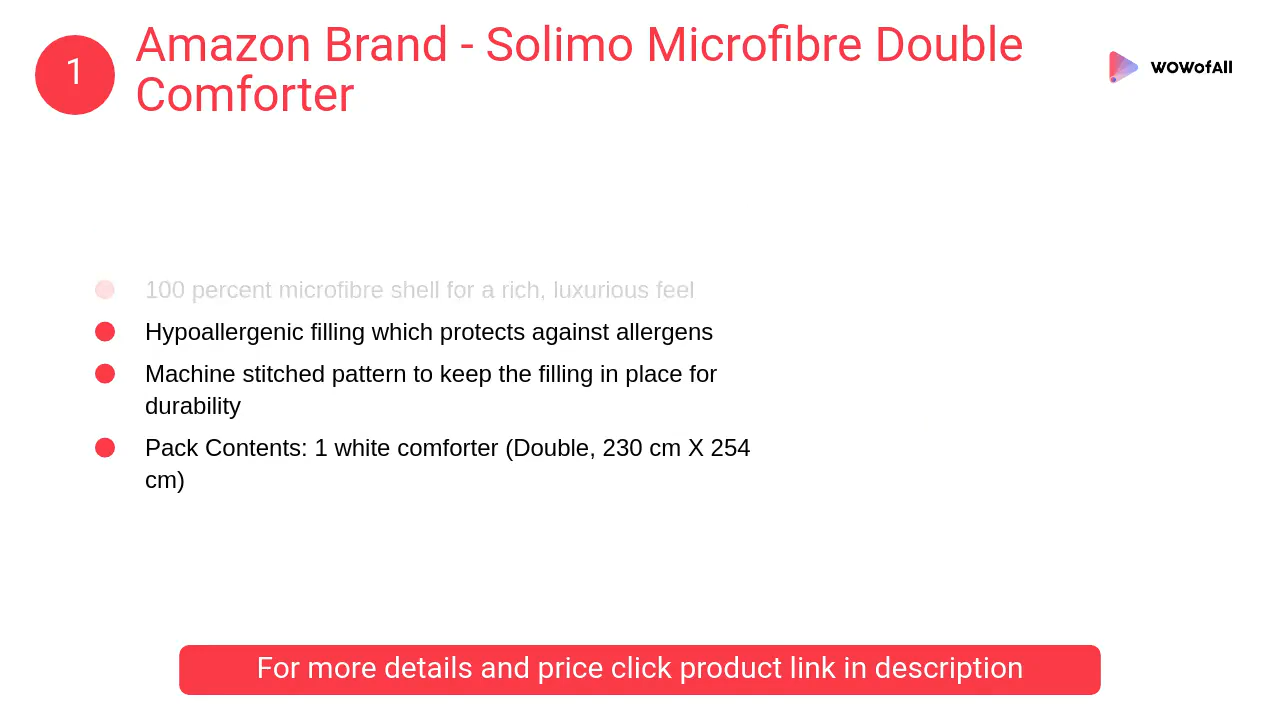 1
Amazon Brand - Solimo Microfibre Double
Comforter
WOWofAll
100 percent microfibre shell for a rich, luxurious feel
Hypoallergenic filling which protects against allergens
Machine stitched pattern to keep the filling in place for
durability
Pack Contents: 1 white comforter (Double, 230 cm X 254
cm)
For more details and price click product link in description